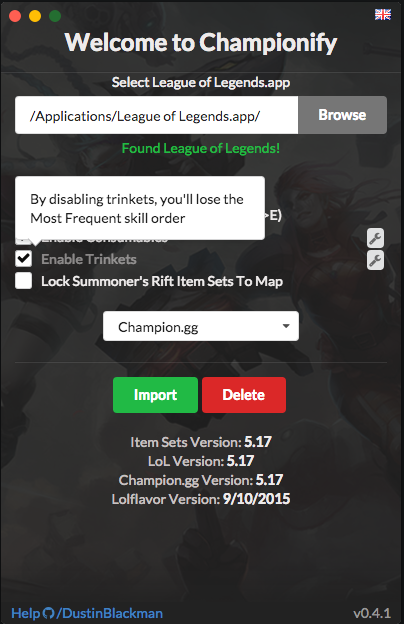 Welcome to Championify
Select League of Legends.app
/Applications/League of Legends.app/
Browse
Found League of Legends!
By disabling trinkets, you'll lose the
Most Frequent skill order
>E)
Enable Consumables
Enable Trinkets
Lock Summoner's Rift Item Sets To Map
Champion.gg
Import
Delete
Item Sets Version: 5.17
LoL Version: 5.17
Champion.gg Version: 5.17
Lolflavor Version: 9/10/2015
Help /DustinBlackman
v0.4.1